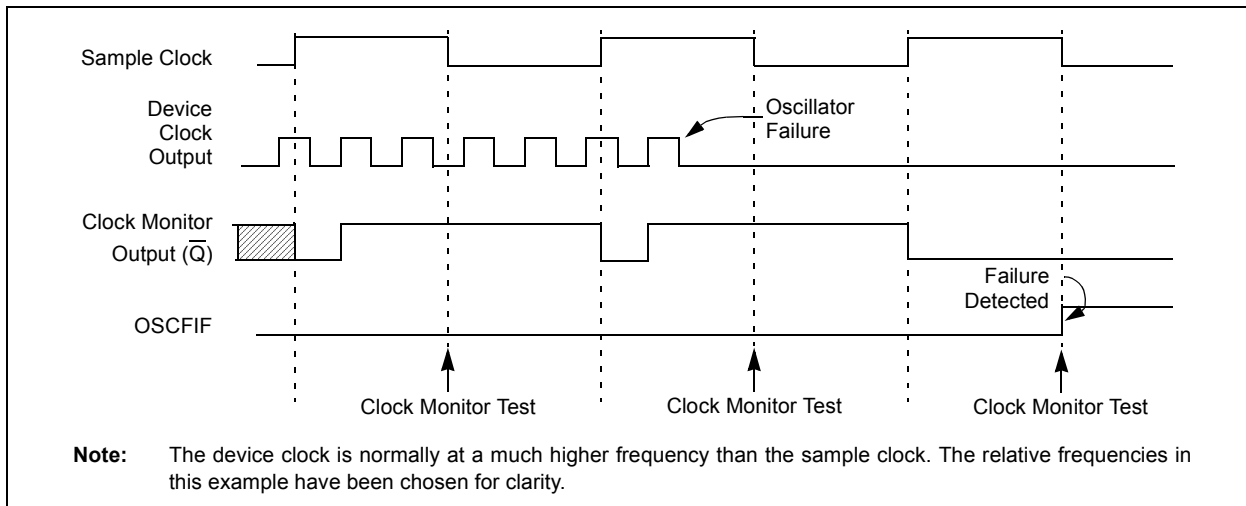 Sample Clock
Device
Clock
Output
Oscillator
Failure
Clock Monitor
Output (Q̅)
Failure
Detected
OSCFIF
Clock Monitor Test
Clock Monitor Test
Clock Monitor Test
Note: The device clock is normally at a much higher frequency than the sample clock. The relative frequencies in
this example have been chosen for clarity.